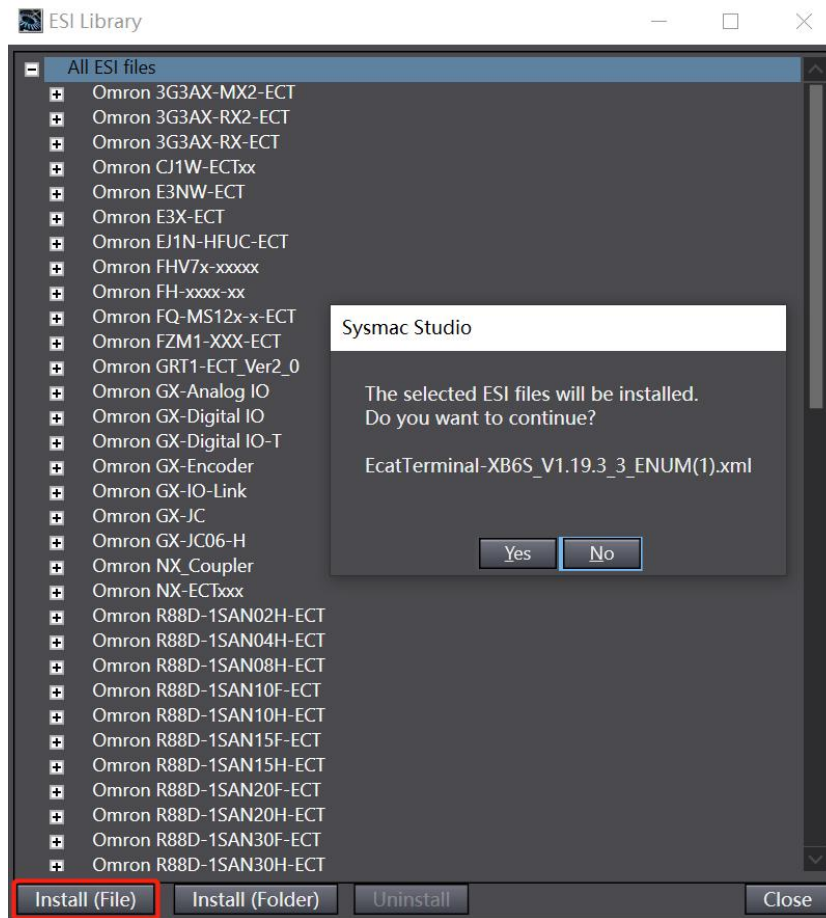 ESI Library
All ESI files
Omron 3G3AX-MX2-ECT
Omron 3G3AX-RX2-ECT
Omron 3G3AX-RX-ECT
Omron CJ1W-ECTxx
Omron E3NW-ECT
Omron E3X-ECT
Omron EJ1N-HFUC-ECT
Omron FHV7x-xxxxx
Omron FH-xxxx-xx
Omron FQ-MS12x-x-ECT
Omron FZM1-XXX-ECT
Omron GRT1-ECT_Ver2_0
Omron GX-Analog IO
Omron GX-Digital IO
Omron GX-Digital IO-T
Omron GX-Encoder
Omron GX-IO-Link
Omron GX-JC
Omron GX-JC06-H
Omron NX_Coupler
Omron NX-ECTxxx
Omron R88D-1SAN02H-ECT
Omron R88D-1SAN04H-ECT
Omron R88D-1SAN08H-ECT
Omron R88D-1SAN10F-ECT
Omron R88D-1SAN10H-ECT
Omron R88D-1SAN15F-ECT
Omron R88D-1SAN15H-ECT
Omron R88D-1SAN20F-ECT
Omron R88D-1SAN20H-ECT
Omron R88D-1SAN30F-ECT
Omron R88D-1SAN30H-ECT
Sysmac Studio
The selected ESI files will be installed.
Do you want to continue?
EcatTerminal-XB6S_V1.19.3_3_ENUM(1).xml
Yes No
Install (File) Install (Folder) Uninstall Close